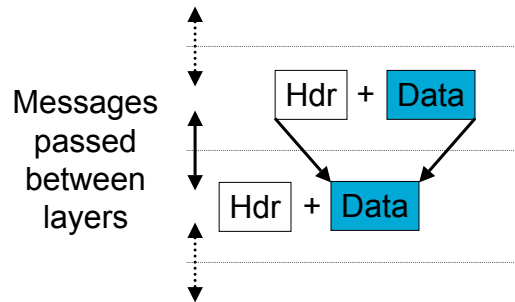 Hdr + Data
Messages
passed
between
layers
Hdr + Data